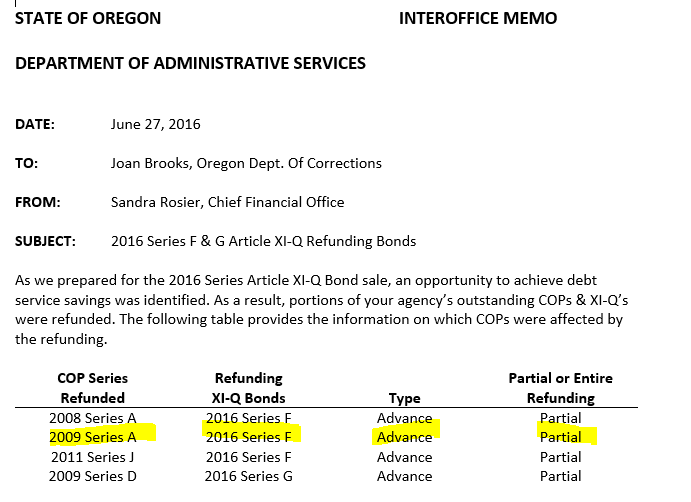 STATE OF OREGON INTEROFFICE MEMO
DEPARTMENT OF ADMINISTRATIVE SERVICES
DATE: June 27, 2016
TO: Joan Brooks, Oregon Dept. Of Corrections
FROM: Sandra Rosier, Chief Financial Office
SUBJECT: 2016 Series F & G Article XI-Q Refunding Bonds
As we prepared for the 2016 Series Article XI-Q Bond sale, an opportunity to achieve debt
service savings was identified. As a result, portions of your agency's outstanding COPs & XI-Q's
were refunded. The following table provides the information on which COPs were affected by
the refunding.
COP Series Refunding Partial or Entire
Refunded XI-Q Bonds Type Refunding
2008 Series A 2016 Series F Advance Partial
2009 Series A 2016 Series F Advance Partial
2011 Series J 2016 Series F Advance Partial
2009 Series D 2016 Series G Advance Partial